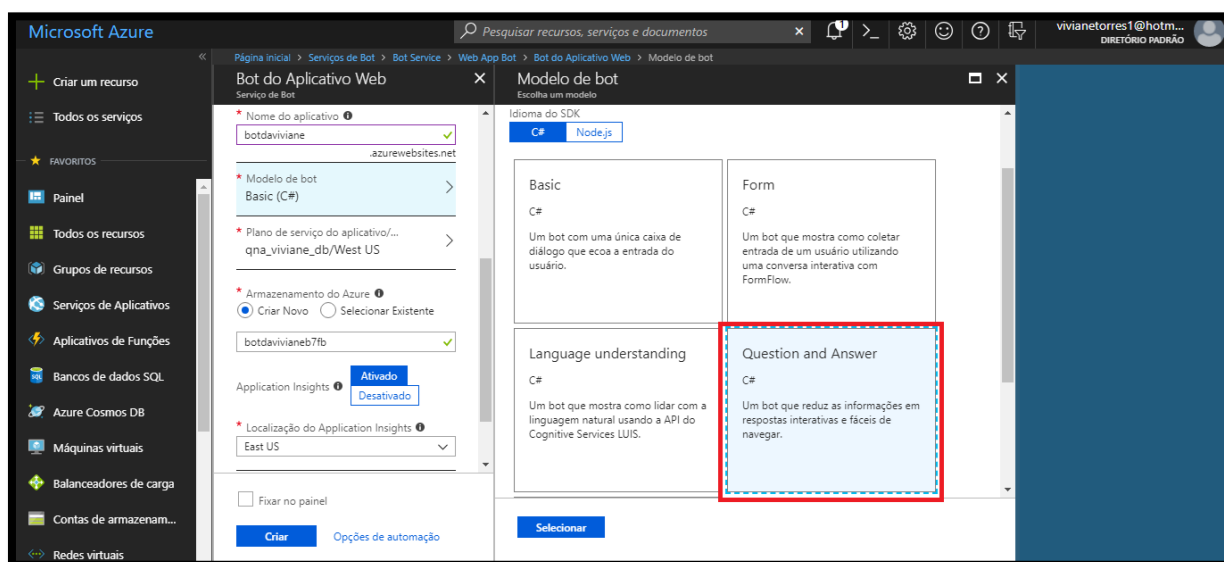 Microsoft Azure
Pesquisar recursos, serviços e documentos
vivianetorres1@hotm...
DIRETÓRIO PADRÃO
Página inicial > Serviços de Bot > Bot Service > Web App Bot > Bot do Aplicativo Web > Modelo de bot
Criar um recurso
Todos os serviços
FAVORITOS
Painel
Todos os recursos
Grupos de recursos
Serviços de Aplicativos
Aplicativos de Funções
Bancos de dados SQL
Azure Cosmos DB
Máquinas virtuais
Balanceadores de carga
Contas de armazenam...
Redes virtuais
Bot do Aplicativo Web
Serviço de Bot
* Nome do aplicativo
botdaviviane
.azurewebsites.net
* Modelo de bot
Basic (C#)
* Plano de serviço do aplicativo/...
qna_viviane_db/West US
* Armazenamento do Azure
Criar Novo Selecionar Existente
botdavivianeb7fb
Application Insights
Ativado
Desativado
* Localização do Application Insights
East US
Fixar no painel
Criar Opções de automação
Modelo de bot
Escolha um modelo
Idioma do SDK
C# Node.js
Basic
C#
Um bot com uma única caixa de
diálogo que ecoa a entrada do
usuário.
Form
C#
Um bot que mostra como coletar
entrada de um usuário utilizando
uma conversa interativa com
FormFlow.
Language understanding
C#
Um bot que mostra como lidar com a
linguagem natural usando a API do
Cognitive Services LUIS.
Question and Answer
C#
Um bot que reduz as informações em
respostas interativas e fáceis de
navegar.
Selecionar